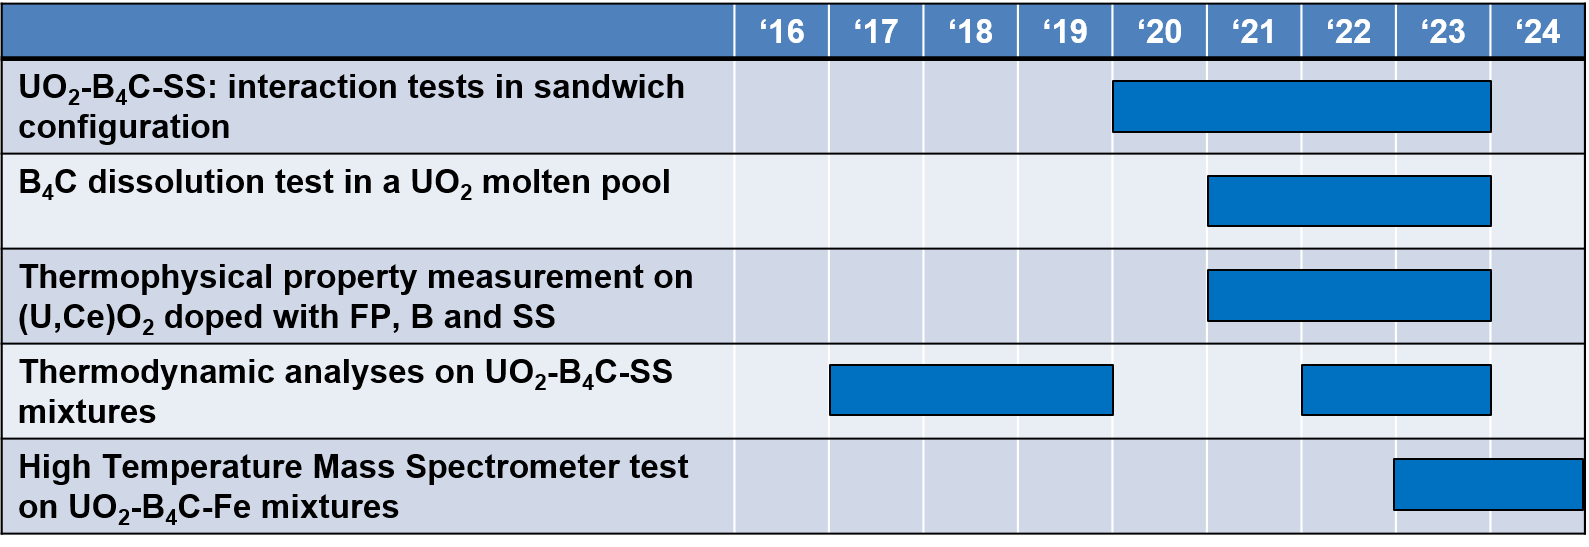 ‘16 ‘17 ‘18 ‘19 ‘20 ‘21 ‘22 ‘23 ‘24
UO₂-B₄C-SS: interaction tests in sandwich
configuration
B₄C dissolution test in a UO₂ molten pool
Thermophysical property measurement on
(U,Ce)O₂ doped with FP, B and SS
Thermodynamic analyses on UO₂-B₄C-SS
mixtures
High Temperature Mass Spectrometer test
on UO₂-B₄C-Fe mixtures